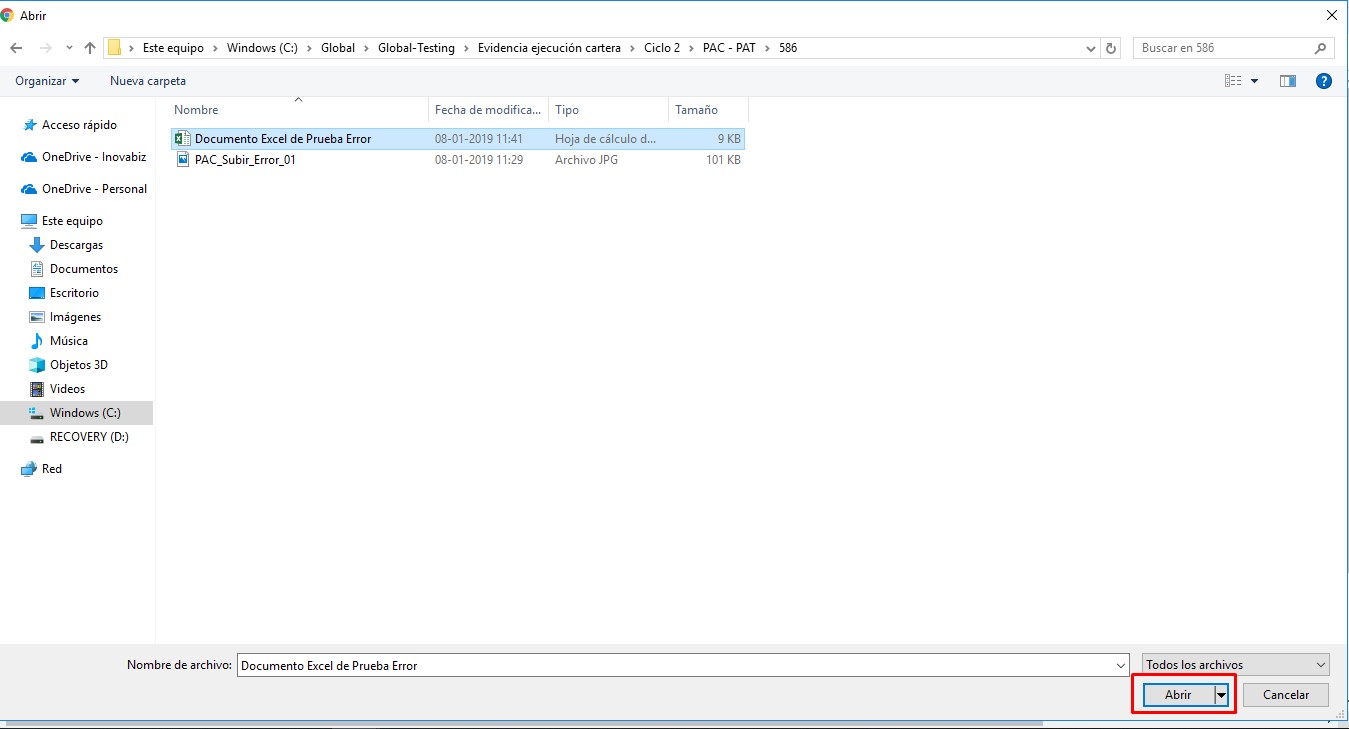 Abrir
Este equipo > Windows (C:) > Global > Global-Testing > Evidencia ejecución cartera > Ciclo 2 > PAC - PAT > 586
Buscar en 586
Organizar Nueva carpeta
Nombre Fecha de modifica... Tipo Tamaño
Documento Excel de Prueba Error 08-01-2019 11:41 Hoja de cálculo d... 9 KB
PAC_Subir_Error_01 08-01-2019 11:29 Archivo JPG 101 KB
Acceso rápido
OneDrive - Inovabiz
OneDrive - Personal
Este equipo
Descargas
Documentos
Escritorio
Imágenes
Música
Objetos 3D
Videos
Windows (C:)
RECOVERY (D:)
Red
Nombre de archivo: Documento Excel de Prueba Error
Todos los archivos
Abrir Cancelar